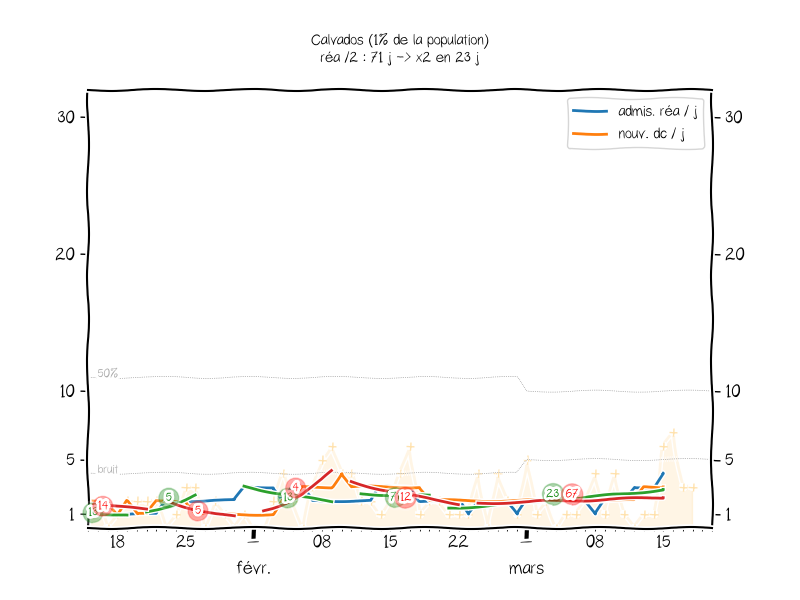 Calvados (1% de la population)
réa /2 : 71 j -> x2 en 23 j
admis. réa / j
nouv. dc / j
30 30
20 20
50%
10 10
bruit
5 5
1 1
14 5 5 13 4 7 12 23 67
18 25 08 15 22 08 15
févr. mars